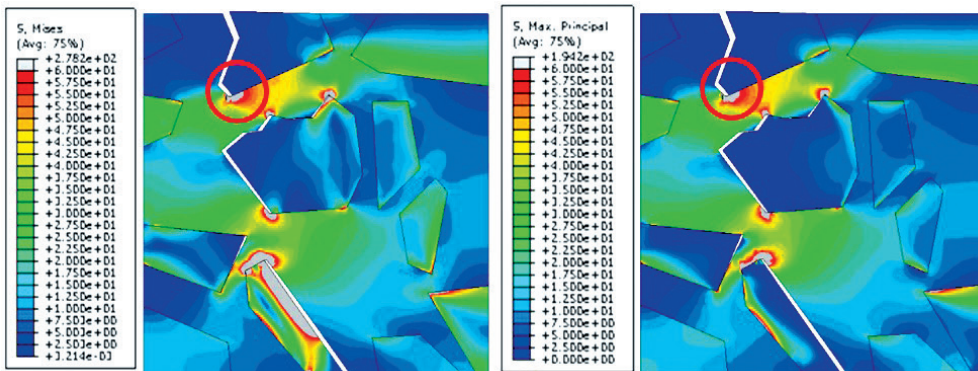 S, Mises
(Avg: 75%)
+2.782e+02
+6.000e+01
+5.750e+01
+5.500e+01
+5.250e+01
+5.000e+01
+4.750e+01
+4.500e+01
+4.250e+01
+4.000e+01
+3.750e+01
+3.500e+01
+3.250e+01
+3.000e+01
+2.750e+01
+2.500e+01
+2.250e+01
+2.000e+01
+1.750e+01
+1.500e+01
+1.250e+01
+1.000e+01
+7.500e+00
+5.000e+00
+2.503e+00
+3.214e-03
S, Max. Principal
(Avg: 75%)
+1.942e+02
+6.000e+01
+5.750e+01
+5.500e+01
+5.250e+01
+5.000e+01
+4.750e+01
+4.500e+01
+4.250e+01
+4.000e+01
+3.750e+01
+3.500e+01
+3.250e+01
+3.000e+01
+2.750e+01
+2.500e+01
+2.250e+01
+2.000e+01
+1.750e+01
+1.500e+01
+1.250e+01
+1.000e+01
+7.500e+00
+5.000e+00
+2.500e+00
+0.000e+00